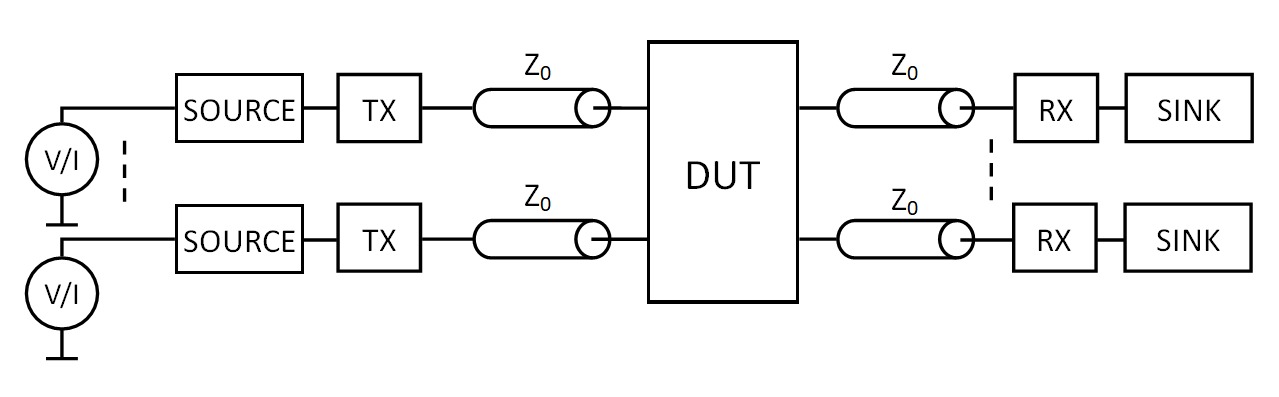 Z0 Z0
V/I SOURCE TX RX SINK
DUT
Z0 Z0
V/I SOURCE TX RX SINK